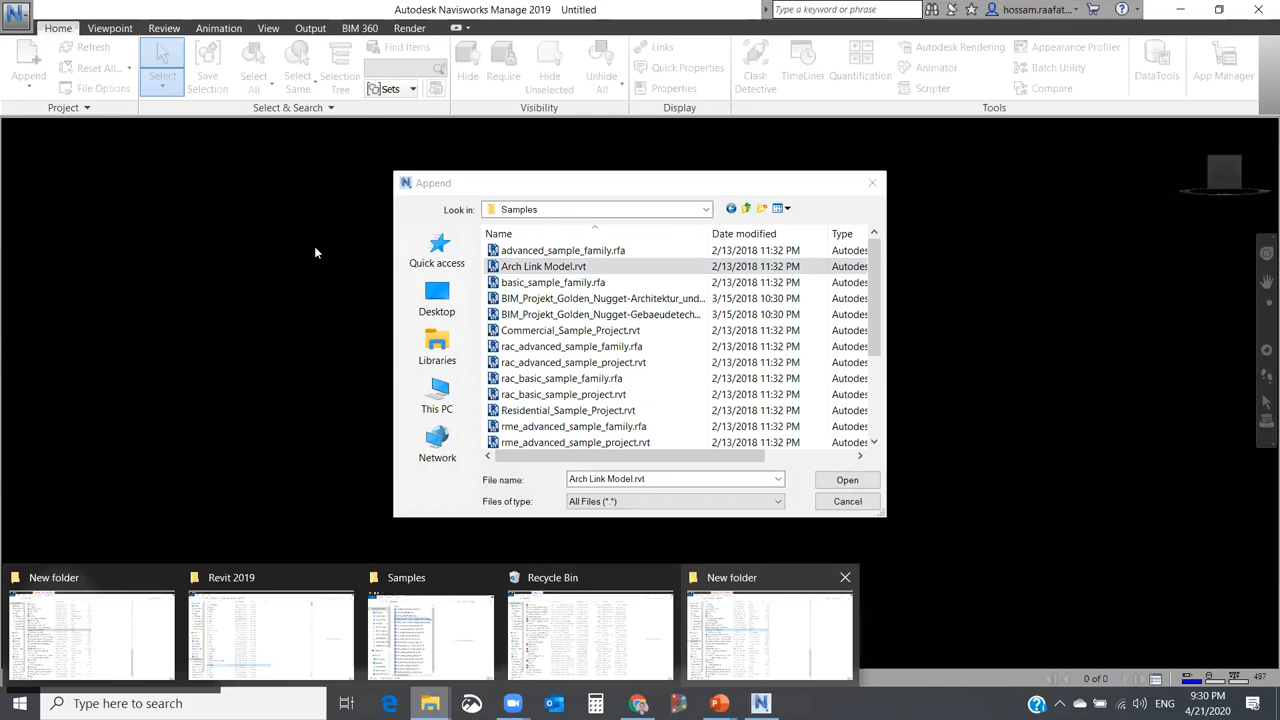 Autodesk Navisworks Manage 2019 Untitled
Type a keyword or phrase
hossam.raafat...
Home Viewpoint Review Animation View Output BIM 360 Render
Append
Refresh
Reset All...
File Options
Project
Select
Save
Selection
Select
All
Select
Same
Selection
Tree
Find Items
Sets
Select & Search
Hide
Require
Hide
Unselected
Unhide
All
Visibility
Links
Quick Properties
Properties
Display
Clash
Detective
TimeLiner
Quantification
Autodesk Rendering
Animator
Scripter
Appearance Profiler
Batch Utility
Compare
Tools
DataTools
App Manager
Append
Look in: Samples
Quick access
Desktop
Libraries
This PC
Network
Name Date modified Type
advanced_sample_family.rfa 2/13/2018 11:32 PM Autodes
Arch Link Model.rvt 2/13/2018 11:32 PM Autodes
basic_sample_family.rfa 2/13/2018 11:32 PM Autodes
BIM_Projekt_Golden_Nugget-Architektur_und... 3/15/2018 10:30 PM Autodes
BIM_Projekt_Golden_Nugget-Gebaeudetech... 3/15/2018 10:30 PM Autodes
Commercial_Sample_Project.rvt 2/13/2018 11:32 PM Autodes
rac_advanced_sample_family.rfa 2/13/2018 11:32 PM Autodes
rac_advanced_sample_project.rvt 2/13/2018 11:32 PM Autodes
rac_basic_sample_family.rfa 2/13/2018 11:32 PM Autodes
rac_basic_sample_project.rvt 2/13/2018 11:32 PM Autodes
Residential_Sample_Project.rvt 2/13/2018 11:32 PM Autodes
rme_advanced_sample_family.rfa 2/13/2018 11:32 PM Autodes
rme_advanced_sample_project.rvt 2/13/2018 11:32 PM Autodes
File name: Arch Link Model.rvt Open
Files of type: All Files (*.*) Cancel
New folder Revit 2019 Samples Recycle Bin New folder
0 of 0
497
Type here to search
ENG
9:30 PM
4/21/2020